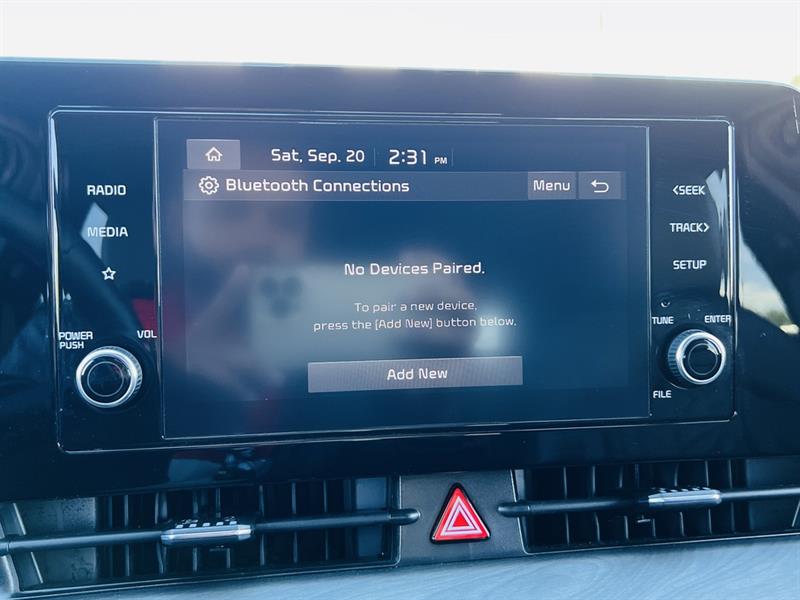 Sat, Sep. 20 2:31 PM
Bluetooth Connections Menu
RADIO
MEDIA
POWER
PUSH
VOL
No Devices Paired.
To pair a new device,
press the [Add New] button below.
Add New
<SEEK
TRACK>
SETUP
TUNE
ENTER
FILE